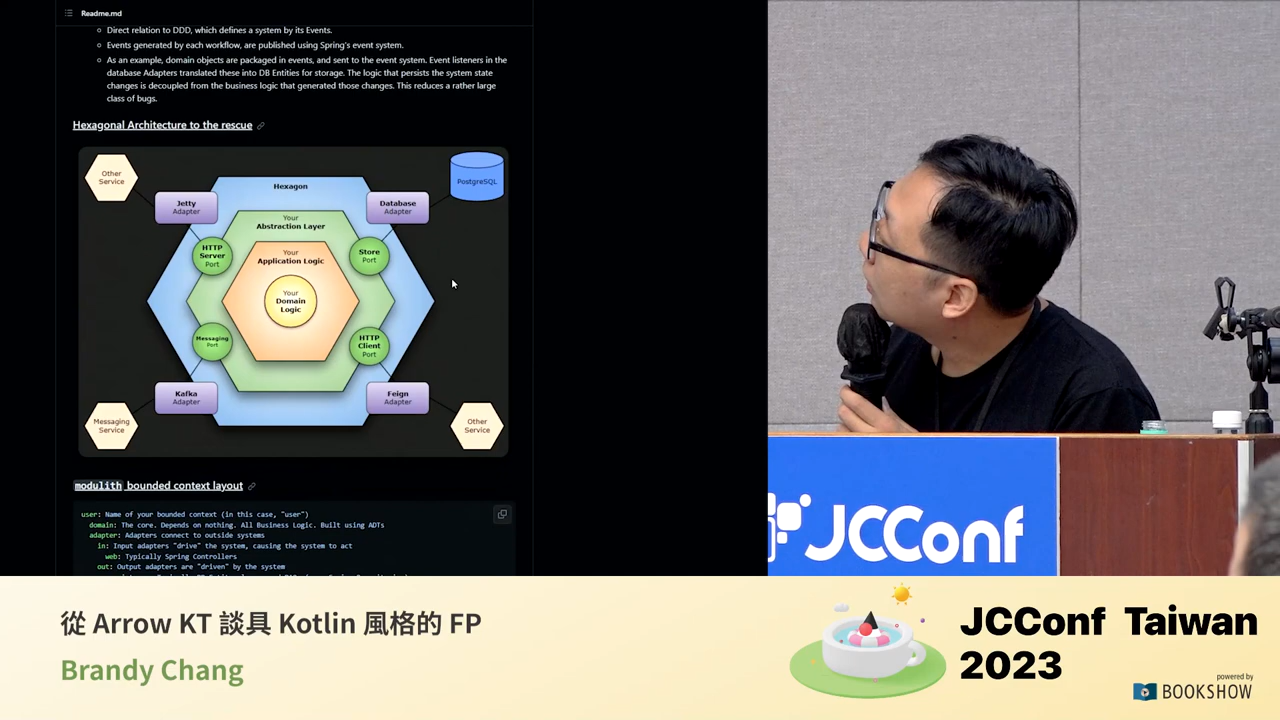 Readme.md
Direct relation to DDD, which defines a system by its Events.
Events generated by each workflow, are published using Spring's event system.
As an example, domain objects are packaged in events, and sent to the event system. Event listeners in the
database Adapters translated these into DB Entities for storage. The logic that persists the system state
changes is decoupled from the business logic that generated those changes. This reduces a rather large
class of bugs.
Hexagonal Architecture to the rescue
Other
Service
PostgreSQL
Hexagon
Jetty
Adapter
Database
Adapter
Your
Abstraction Layer
HTTP
Server
Port
Store
Port
Your
Application Logic
Your
Domain
Logic
Messaging
Port
HTTP
Client
Port
Kafka
Adapter
Feign
Adapter
Messaging
Service
Other
Service
modulith bounded context layout
user: Name of your bounded context (in this case, "user")
domain: The core. Depends on nothing. All Business Logic. Built using ADTs
adapter: Adapters connect to outside systems
in: Input adapters "drive" the system, causing the system to act
web: Typically Spring Controllers
out: Output adapters are "driven" by the system
JCConf
從 Arrow KT 談具 Kotlin 風格的 FP
Brandy Chang
JCConf Taiwan
2023
powered by
BOOKSHOW